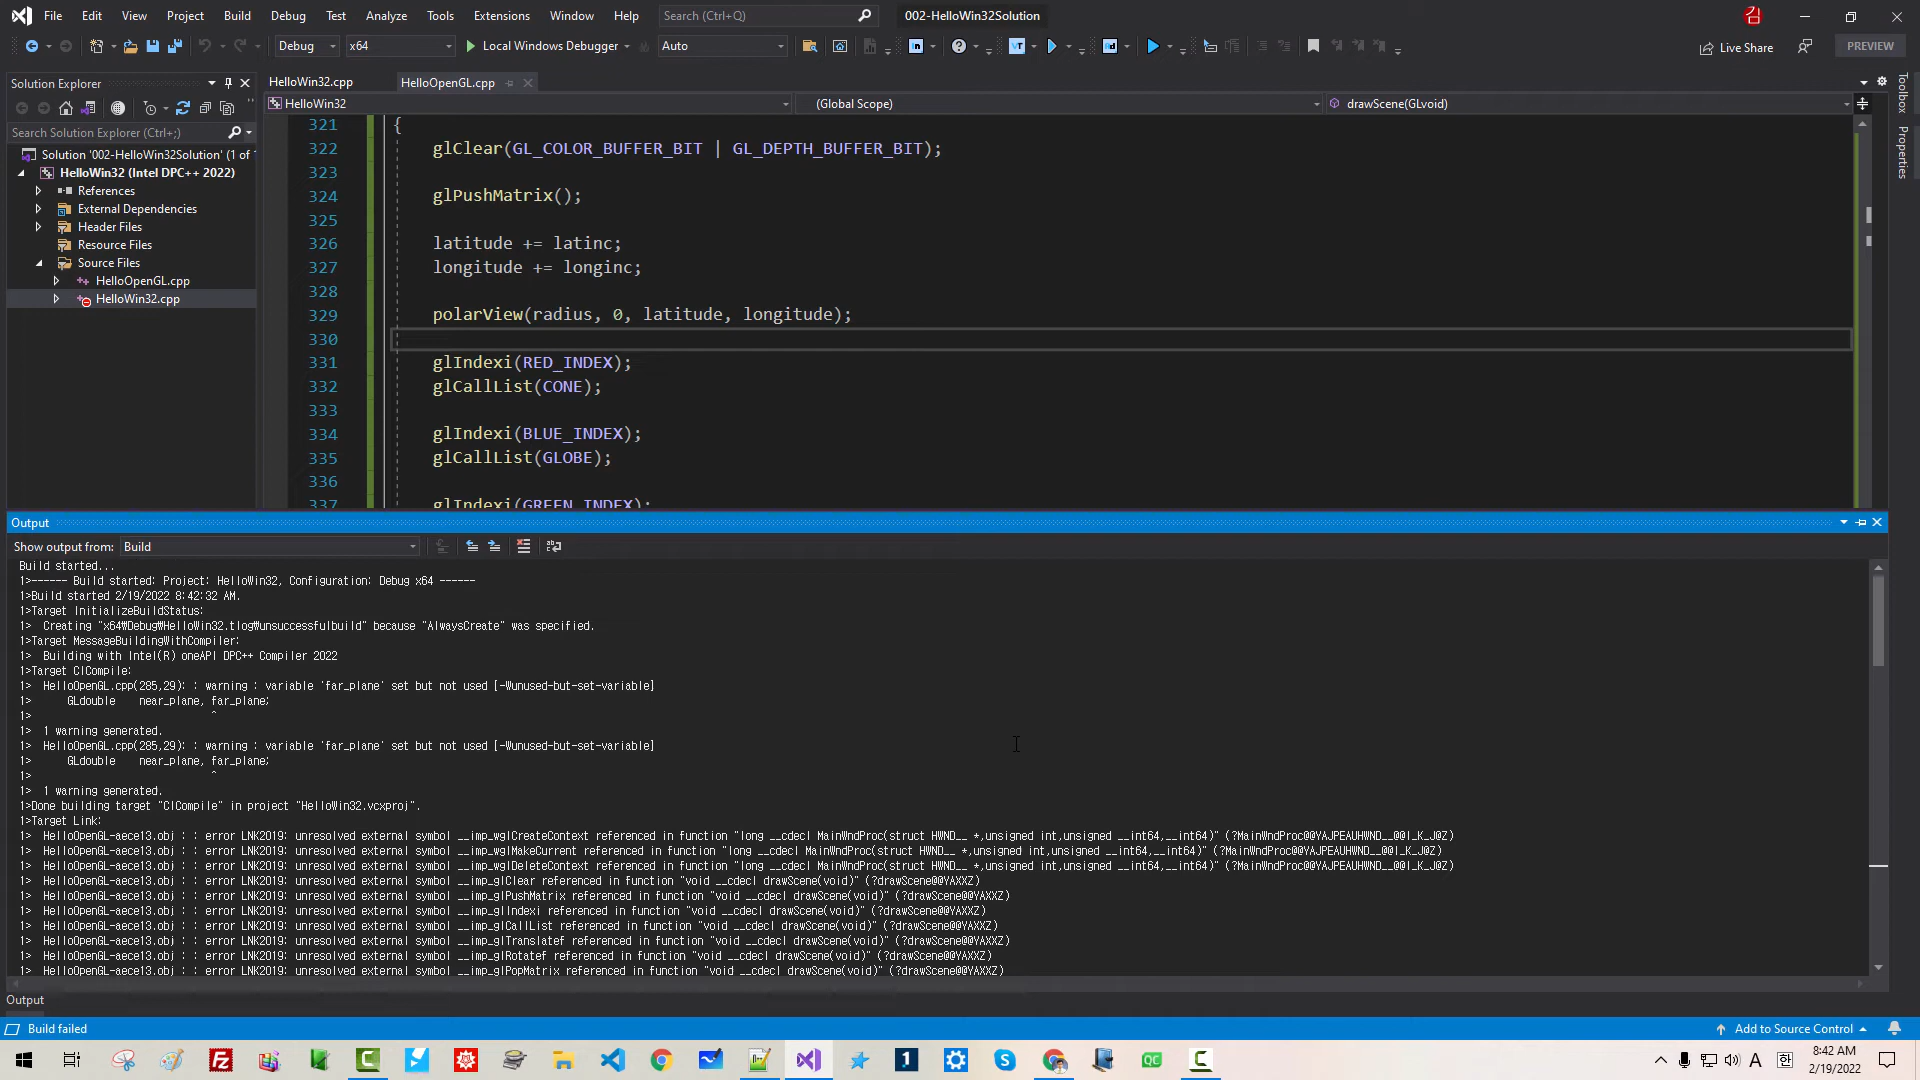 File Edit View Project Build Debug Test Analyze Tools Extensions Window Help Search (Ctrl+Q) 002-HelloWin32Solution 김
Debug x64 Local Windows Debugger Auto Live Share PREVIEW
Solution Explorer
HelloWin32.cpp HelloOpenGL.cpp
HelloWin32 (Global Scope) drawScene(GLvoid)
Search Solution Explorer (Ctrl+;)
Solution '002-HelloWin32Solution' (1 of 1
HelloWin32 (Intel DPC++ 2022)
References
External Dependencies
Header Files
Resource Files
Source Files
HelloOpenGL.cpp
HelloWin32.cpp
321 {
322 glClear(GL_COLOR_BUFFER_BIT | GL_DEPTH_BUFFER_BIT);
323
324 glPushMatrix();
325
326 latitude += latinc;
327 longitude += longinc;
328
329 polarView(radius, 0, latitude, longitude);
330
331 glIndexi(RED_INDEX);
332 glCallList(CONE);
333
334 glIndexi(BLUE_INDEX);
335 glCallList(GLOBE);
336
337 glIndexi(GREEN_INDEX);
Toolbox
Properties
Output
Show output from: Build
Build started...
1>------ Build started: Project: HelloWin32, Configuration: Debug x64 ------
1>Build started 2/19/2022 8:42:32 AM.
1>Target InitializeBuildStatus:
1> Creating "x64₩Debug₩HelloWin32.tlog₩unsuccessfulbuild" because "AlwaysCreate" was specified.
1>Target MessageBuildingWithCompiler:
1> Building with Intel(R) oneAPI DPC++ Compiler 2022
1>Target ClCompile:
1> HelloOpenGL.cpp(285,29): : warning : variable 'far_plane' set but not used [-Wunused-but-set-variable]
1> GLdouble near_plane, far_plane;
1> ^
1> 1 warning generated.
1> HelloOpenGL.cpp(285,29): : warning : variable 'far_plane' set but not used [-Wunused-but-set-variable]
1> GLdouble near_plane, far_plane;
1> ^
1> 1 warning generated.
1>Done building target "ClCompile" in project "HelloWin32.vcxproj".
1>Target Link:
1> HelloOpenGL-aece13.obj : : error LNK2019: unresolved external symbol __imp_wglCreateContext referenced in function "long __cdecl MainWndProc(struct HWND__ *,unsigned int,unsigned __int64,__int64)" (?MainWndProc@@YAJPEAUHWND__@@I_K_J@Z)
1> HelloOpenGL-aece13.obj : : error LNK2019: unresolved external symbol __imp_wglMakeCurrent referenced in function "long __cdecl MainWndProc(struct HWND__ *,unsigned int,unsigned __int64,__int64)" (?MainWndProc@@YAJPEAUHWND__@@I_K_J@Z)
1> HelloOpenGL-aece13.obj : : error LNK2019: unresolved external symbol __imp_wglDeleteContext referenced in function "long __cdecl MainWndProc(struct HWND__ *,unsigned int,unsigned __int64,__int64)" (?MainWndProc@@YAJPEAUHWND__@@I_K_J@Z)
1> HelloOpenGL-aece13.obj : : error LNK2019: unresolved external symbol __imp_glClear referenced in function "void __cdecl drawScene(void)" (?drawScene@@YAXXZ)
1> HelloOpenGL-aece13.obj : : error LNK2019: unresolved external symbol __imp_glPushMatrix referenced in function "void __cdecl drawScene(void)" (?drawScene@@YAXXZ)
1> HelloOpenGL-aece13.obj : : error LNK2019: unresolved external symbol __imp_glIndexi referenced in function "void __cdecl drawScene(void)" (?drawScene@@YAXXZ)
1> HelloOpenGL-aece13.obj : : error LNK2019: unresolved external symbol __imp_glCallList referenced in function "void __cdecl drawScene(void)" (?drawScene@@YAXXZ)
1> HelloOpenGL-aece13.obj : : error LNK2019: unresolved external symbol __imp_glTranslatef referenced in function "void __cdecl drawScene(void)" (?drawScene@@YAXXZ)
1> HelloOpenGL-aece13.obj : : error LNK2019: unresolved external symbol __imp_glRotatef referenced in function "void __cdecl drawScene(void)" (?drawScene@@YAXXZ)
1> HelloOpenGL-aece13.obj : : error LNK2019: unresolved external symbol __imp_glPopMatrix referenced in function "void __cdecl drawScene(void)" (?drawScene@@YAXXZ)
Output
Build failed Add to Source Control
A 한 8:42 AM
2/19/2022